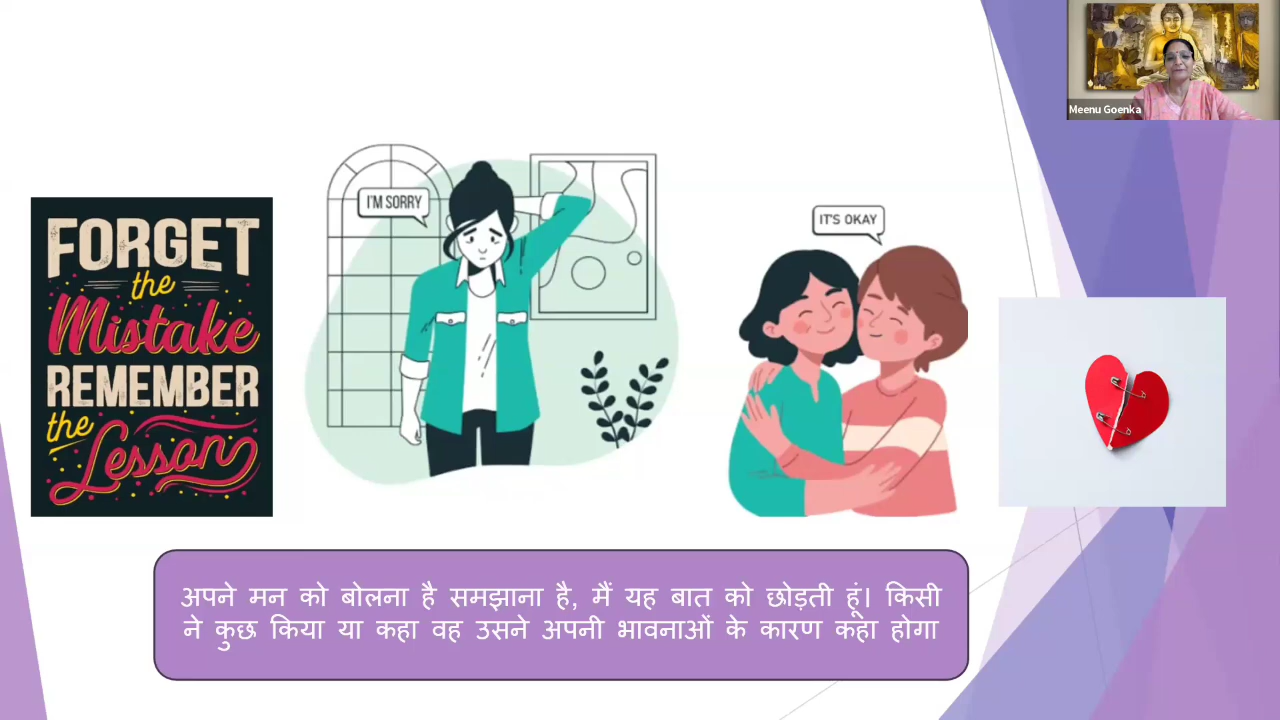 Meenu Goenka
FORGET
the
Mistake
REMEMBER
the
Lesson
I'M SORRY
IT'S OKAY
अपने मन को बोलना है समझाना है, मैं यह बात को छोड़ती हूं। किसी
ने कुछ किया या कहा वह उसने अपनी भावनाओं के कारण कहा होगा